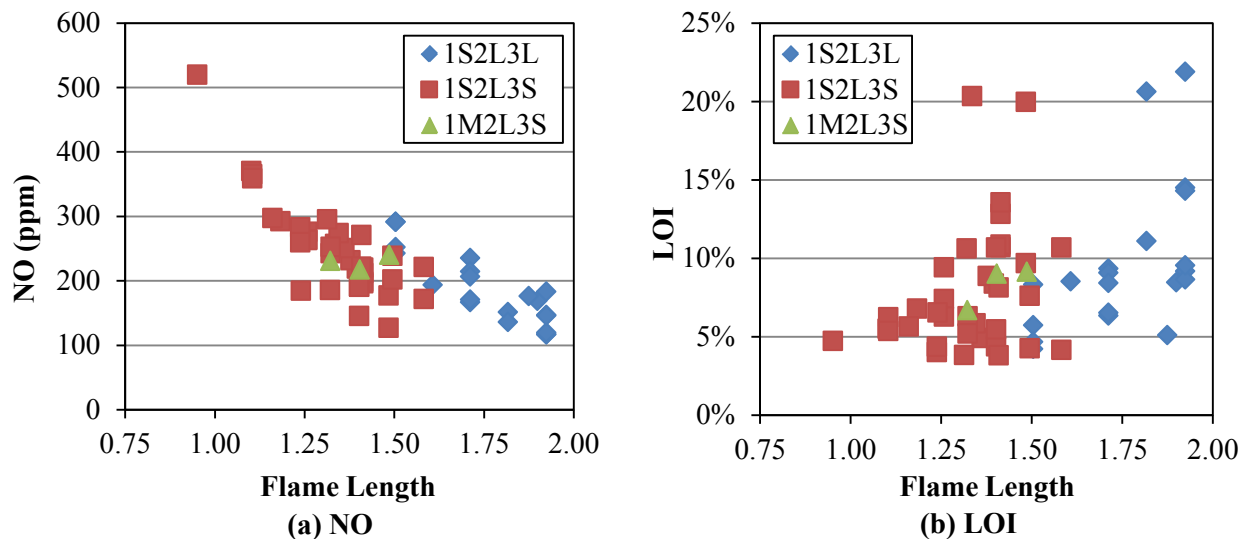 600
500
400
300
200
100
0
NO (ppm)
1S2L3L
1S2L3S
1M2L3S
0.75 1.00 1.25 1.50 1.75 2.00
Flame Length
(a) NO
25%
20%
15%
10%
5%
0%
LOI
1S2L3L
1S2L3S
1M2L3S
0.75 1.00 1.25 1.50 1.75 2.00
Flame Length
(b) LOI